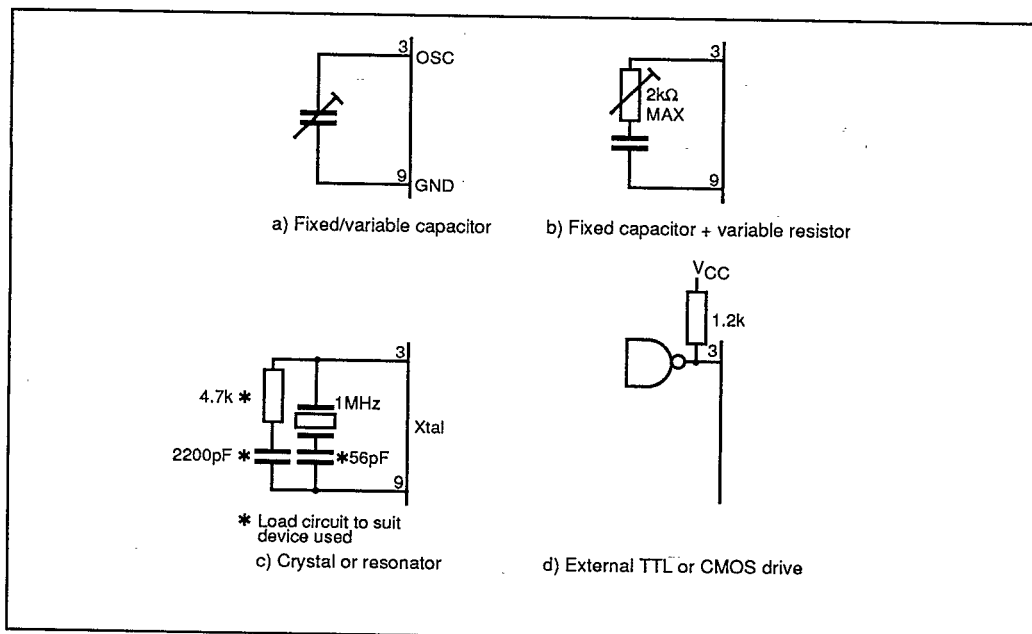 3
OSC
9
GND
a) Fixed/variable capacitor
3
2kΩ
MAX
9
b) Fixed capacitor + variable resistor
3
4.7k *
1MHz
Xtal
2200pF *
*56pF
9
* Load circuit to suit
device used
c) Crystal or resonator
VCC
1.2k
3
d) External TTL or CMOS drive